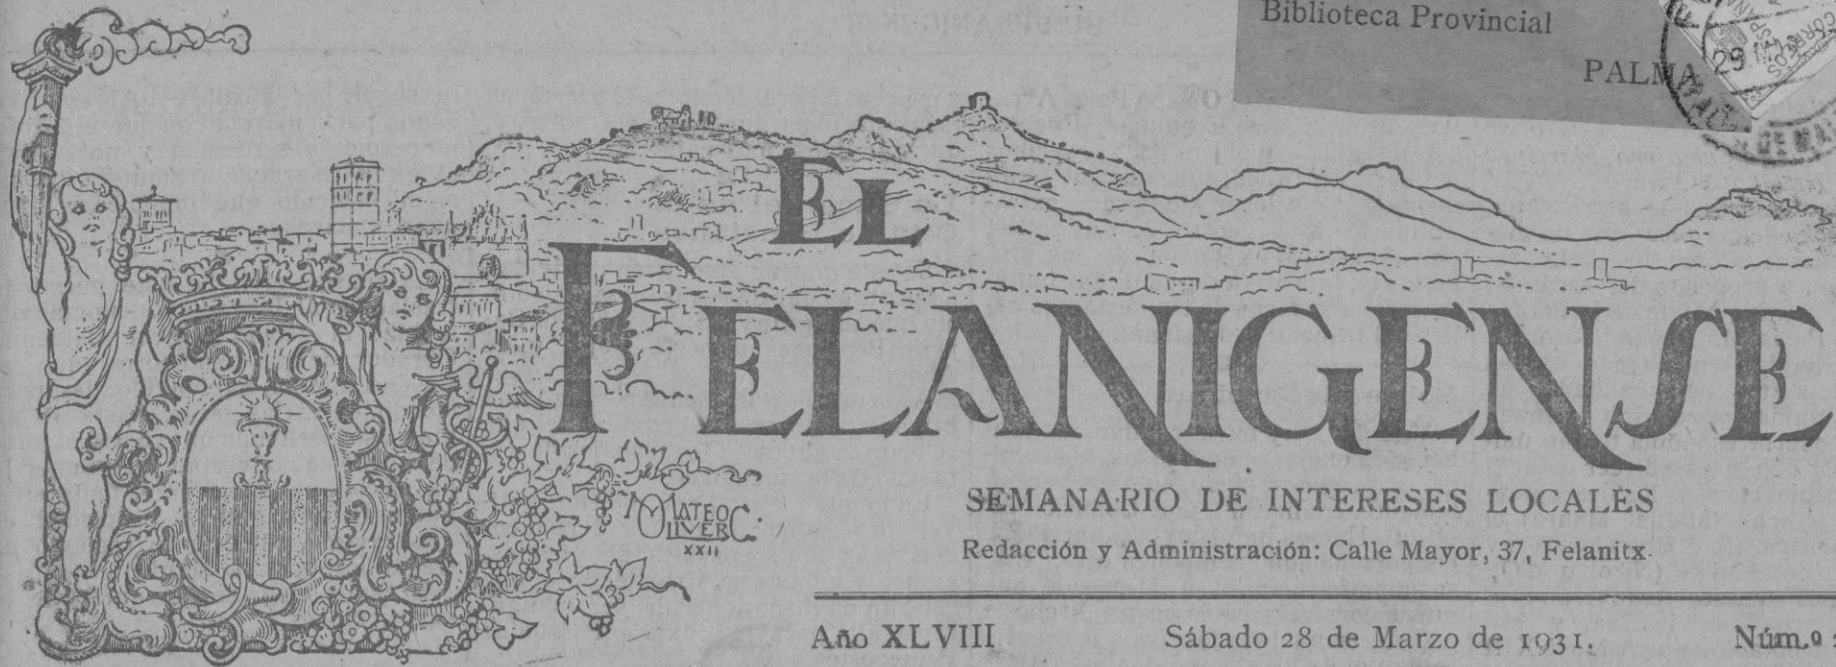 Biblioteca Provincial
PALMA
EL
FELANIGENSE
MATEO
OLIVER C.
XXII
SEMANARIO DE INTERESES LOCALES
Redacción y Administración: Calle Mayor, 37, Felanitx.
Año XLVIII Sábado 28 de Marzo de 1931. Núm.º